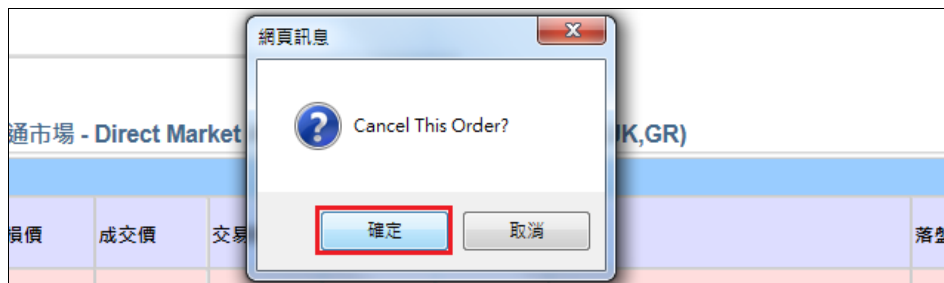 網頁訊息
Cancel This Order?
通市場 - Direct Market
K,GR)
損價 成交價 交易 落盤
確定 取消